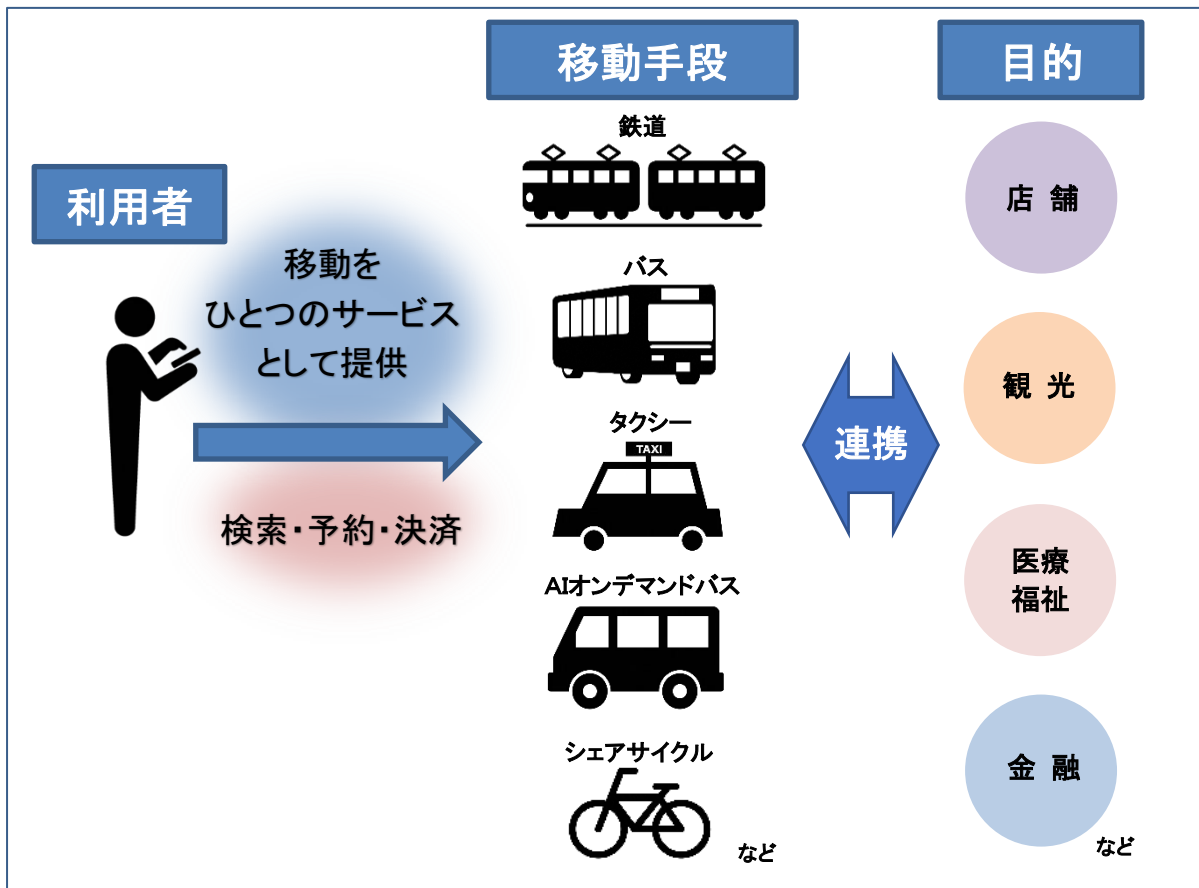 利用者
移動を
ひとつのサービス
として提供
検索・予約・決済
移動手段
鉄道
バス
タクシー
TAXI
AIオンデマンドバス
シェアサイクル
など
連携
目的
店 舗
観 光
医療
福祉
金 融
など